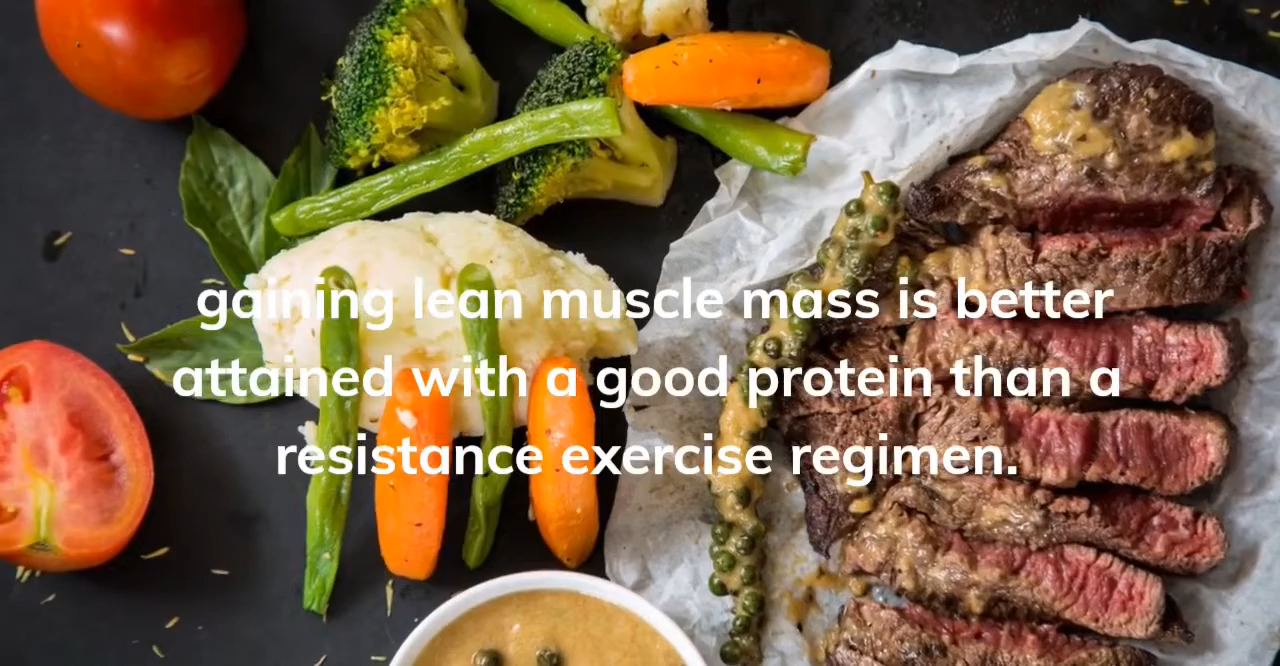 gaining lean muscle mass is better
attained with a good protein than a
resistance exercise regimen.